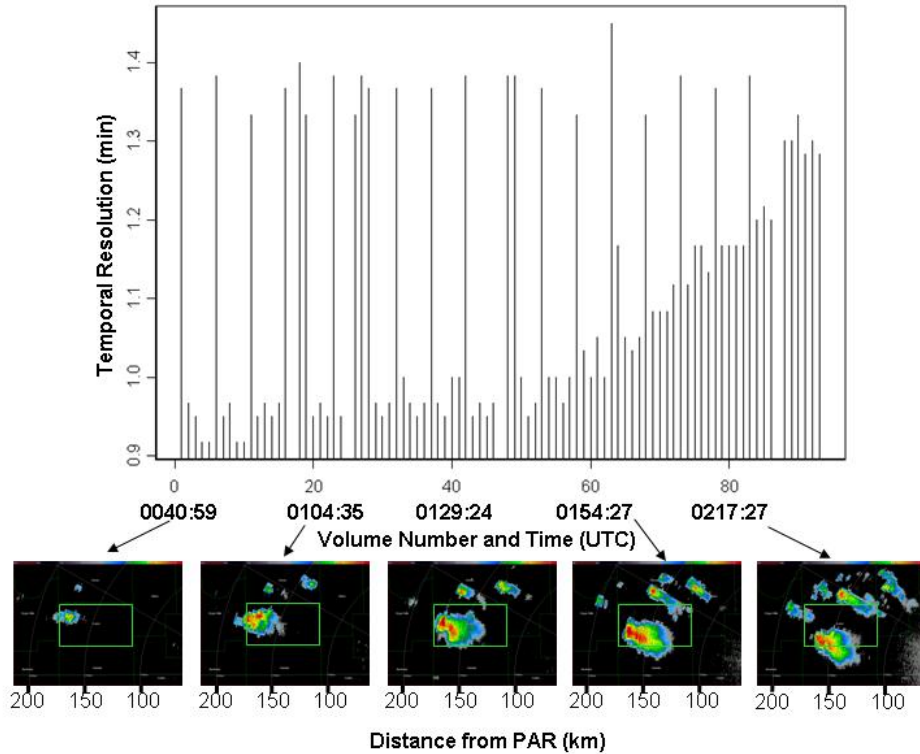 Temporal Resolution (min)
1.4
1.3
1.2
1.1
1.0
0.9
0 20 40 60 80
0040:59 0104:35 0129:24 0154:27 0217:27
Volume Number and Time (UTC)
200 150 100 200 150 100 200 150 100 200 150 100 200 150 100
Distance from PAR (km)